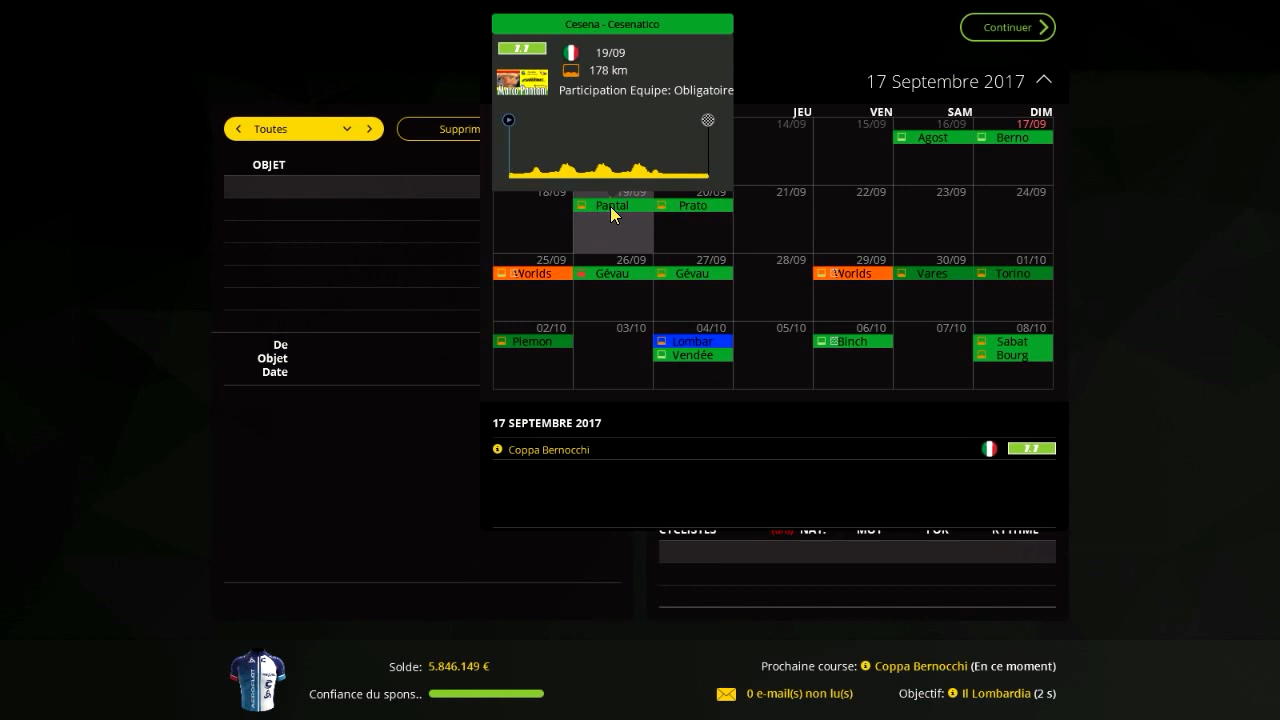 Cesena - Cesenatico
Continuer
1.1
19/09
178 km
Participation Equipe: Obligatoire
17 Septembre 2017
Toutes
Supprim
JEU VEN SAM DIM
14/09 15/09 16/09 17/09
Agost Berno
OBJET
18/09 19/09 20/09 21/09 22/09 23/09 24/09
Pantal Prato
25/09 26/09 27/09 28/09 29/09 30/09 01/10
Worlds Gévau Gévau Worlds Vares Torino
02/10 03/10 04/10 05/10 06/10 07/10 08/10
Piemon Lombar Binch Sabat
Vendée Bourg
De
Objet
Date
17 SEPTEMBRE 2017
Coppa Bernocchi 1.1
CYCLISTES NAT. MOY FOR RYTHME
Solde: 5.846.149 €
Prochaine course: Coppa Bernocchi (En ce moment)
Confiance du spons..
0 e-mail(s) non lu(s)
Objectif: Il Lombardia (2 s)